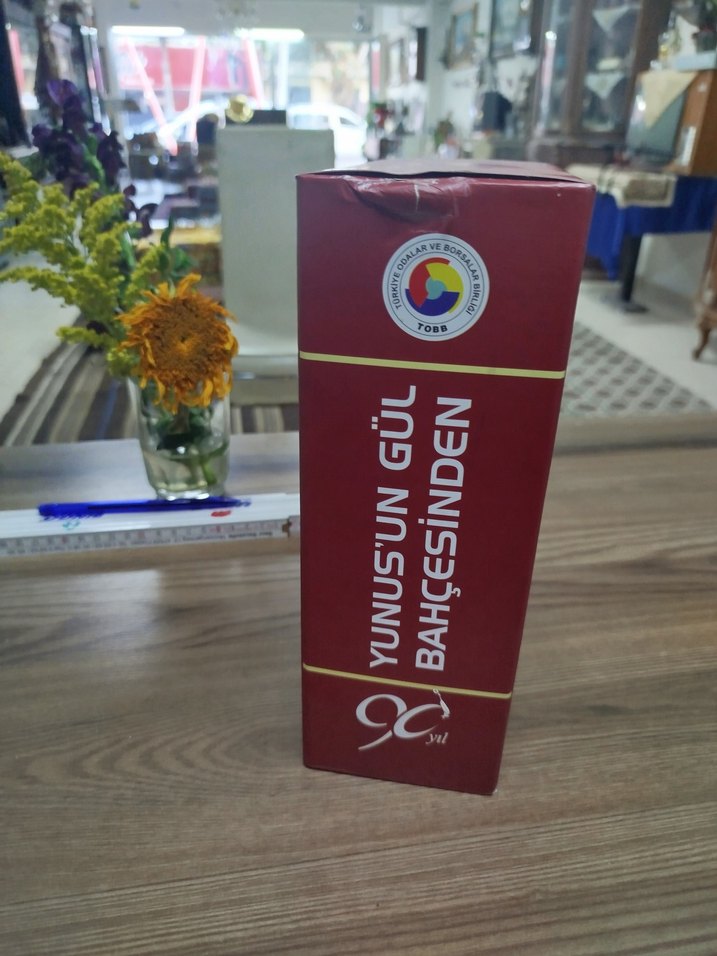 TÜRKİYE ODALAR VE BORSALAR BİRLİĞİ
TOBB
YUNUS'UN GÜL
BAHÇESİNDEN
90
yıl